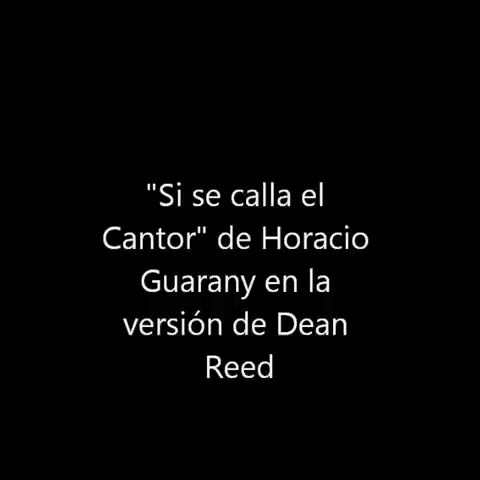 "Si se calla el
Cantor" de Horacio
Guarany en la
versión de Dean
Reed